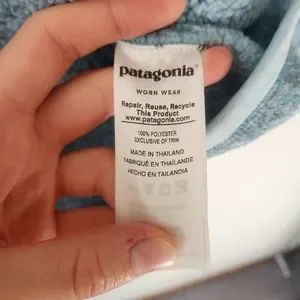 patagonia®
WORN WEAR
Repair, Reuse, Recycle
This Product
www.patagonia.com
100% POLYESTER
EXCLUSIVE OF TRIM
MADE IN THAILAND
FABRIQUÉ EN THAÏLANDE
HECHO EN TAILANDIA